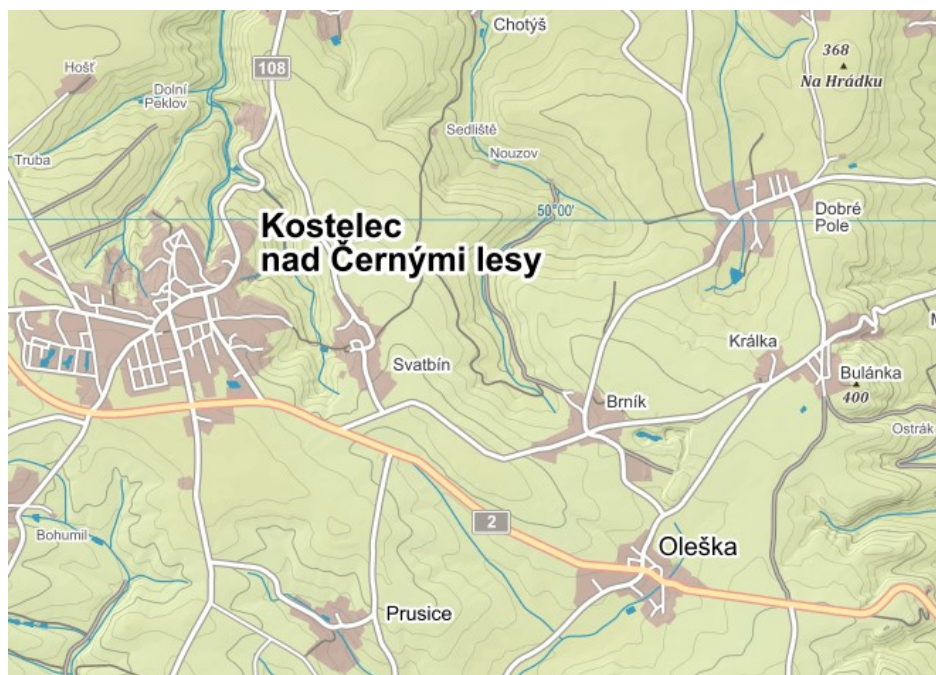 Chotýš
368
Na Hrádku
Hošť
108
Dolní
Peklov
Sedliště
Nouzov
Truba
50°00'
Dobré
Pole
Kostelec
nad Černými lesy
Králka
Svatbín
Bulánka
400
Brník
Ostrák
2
Bohumil
Oleška
Prusice